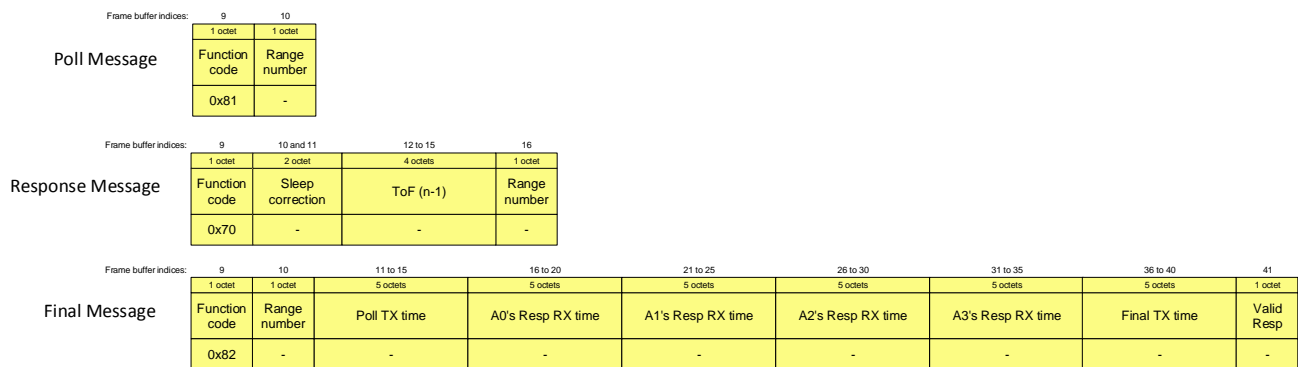 Frame buffer indices: 9 10
1 octet 1 octet
Poll Message
Function code Range number
0x81 -
Frame buffer indices: 9 10 and 11 12 to 15 16
1 octet 2 octet 4 octets 1 octet
Response Message
Function code Sleep correction ToF (n-1) Range number
0x70 - - -
Frame buffer indices: 9 10 11 to 15 16 to 20 21 to 25 26 to 30 31 to 35 36 to 40 41
1 octet 1 octet 5 octets 5 octets 5 octets 5 octets 5 octets 5 octets 1 octet
Final Message
Function code Range number Poll TX time A0's Resp RX time A1's Resp RX time A2's Resp RX time A3's Resp RX time Final TX time Valid Resp
0x82 - - - - - - - -